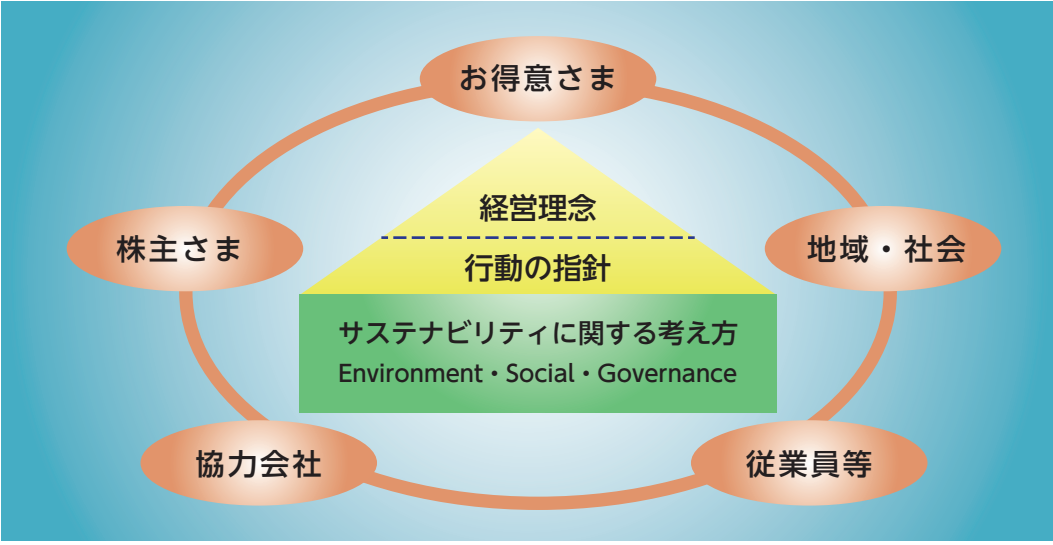 お得意さま
経営理念
株主さま
地域・社会
行動の指針
サステナビリティに関する考え方
Environment・Social・Governance
協力会社
従業員等